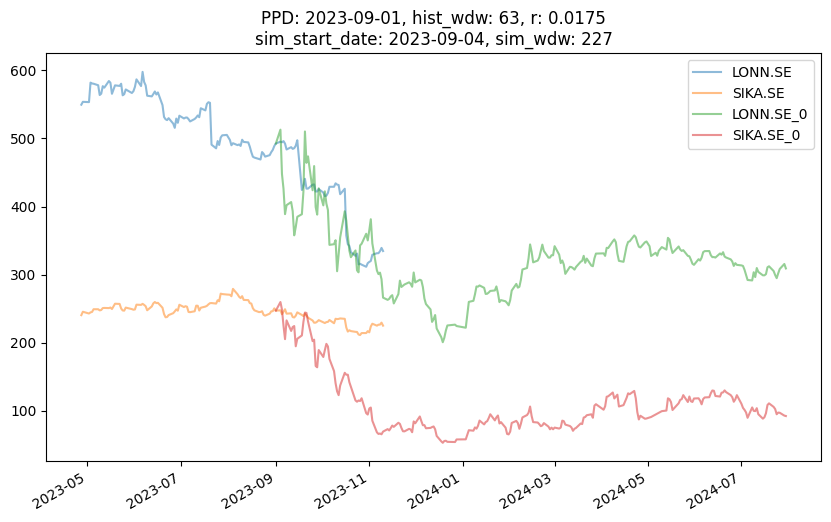 PPD: 2023-09-01, hist_wdw: 63, r: 0.0175
sim_start_date: 2023-09-04, sim_wdw: 227
LONN.SE
SIKA.SE
LONN.SE_0
SIKA.SE_0
600
500
400
300
200
100
2023-05
2023-07
2023-09
2023-11
2024-01
2024-03
2024-05
2024-07